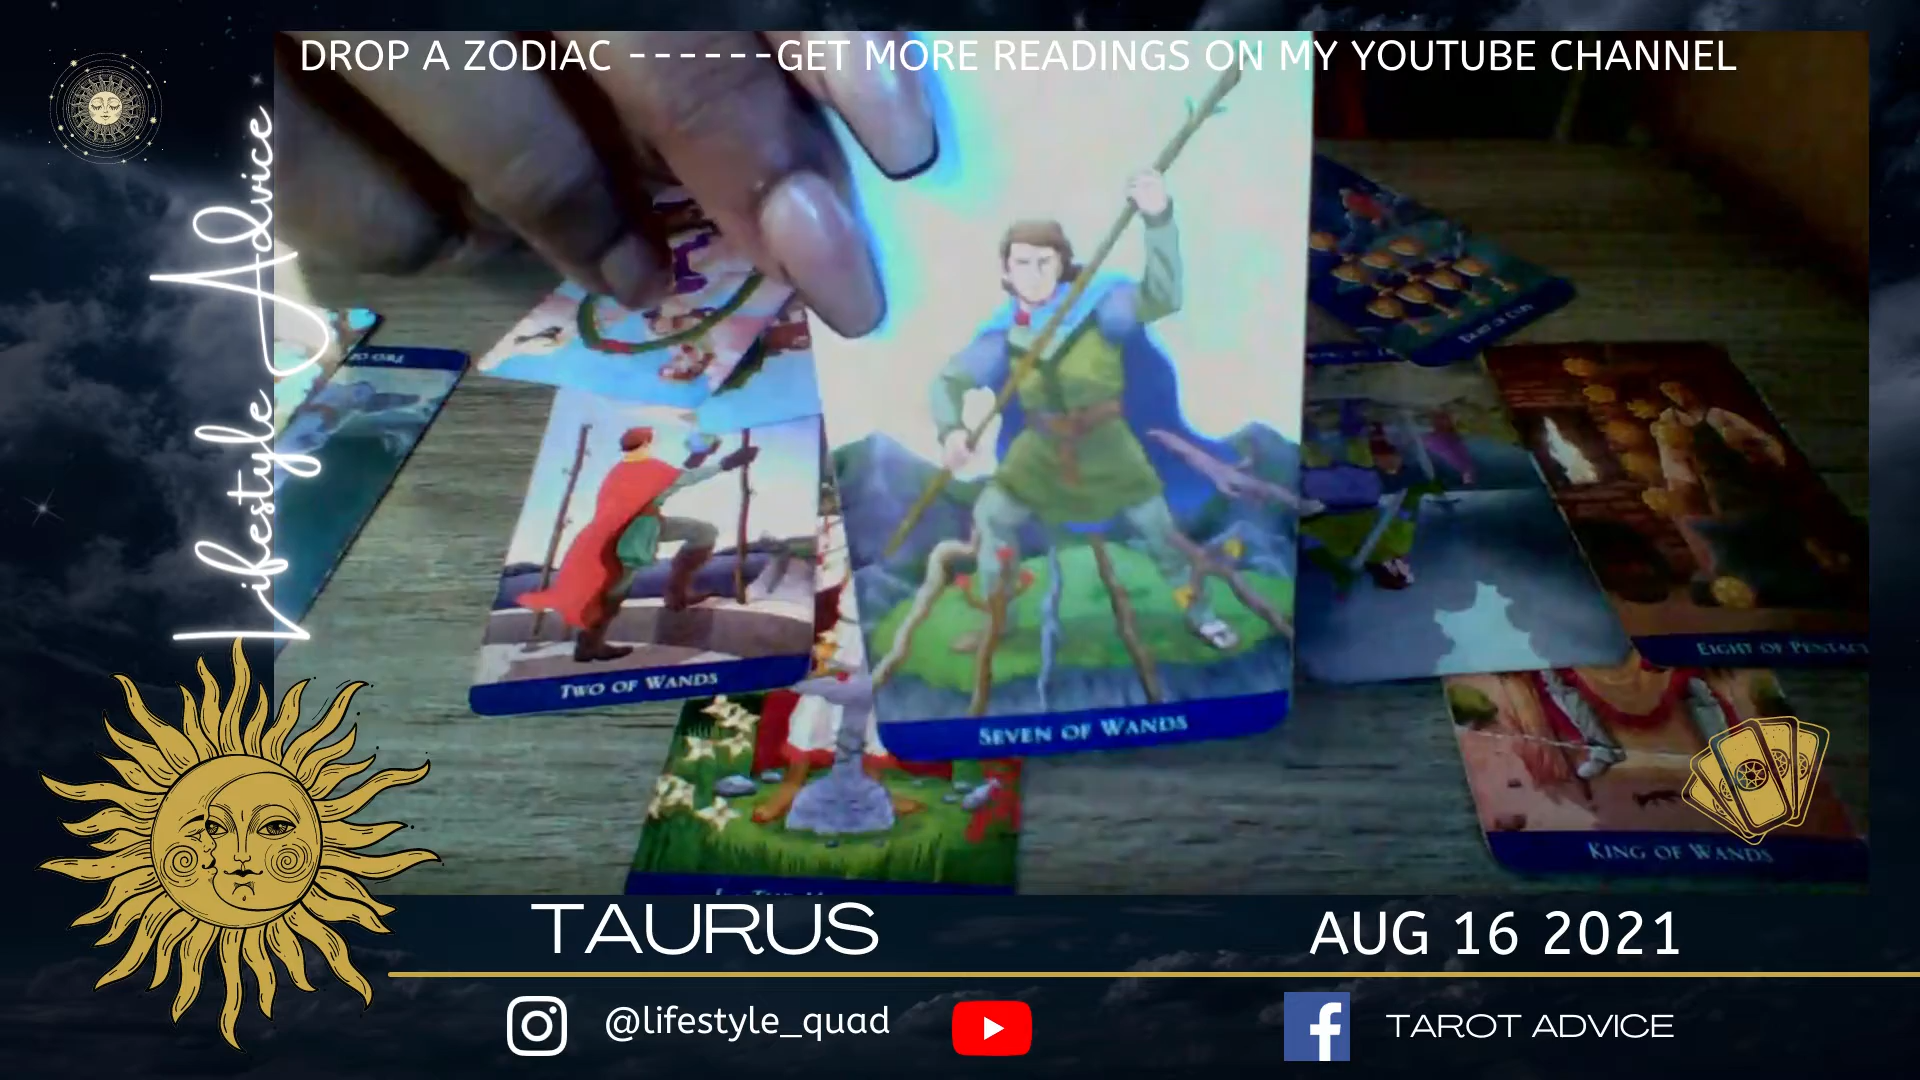 DROP A ZODIAC ------GET MORE READINGS ON MY YOUTUBE CHANNEL
Lifestyle Advice
TWO OF WANDS
SEVEN OF WANDS
EIGHT OF
KING OF WANDS
TAURUS
AUG 16 2021
@lifestyle_quad
TAROT ADVICE